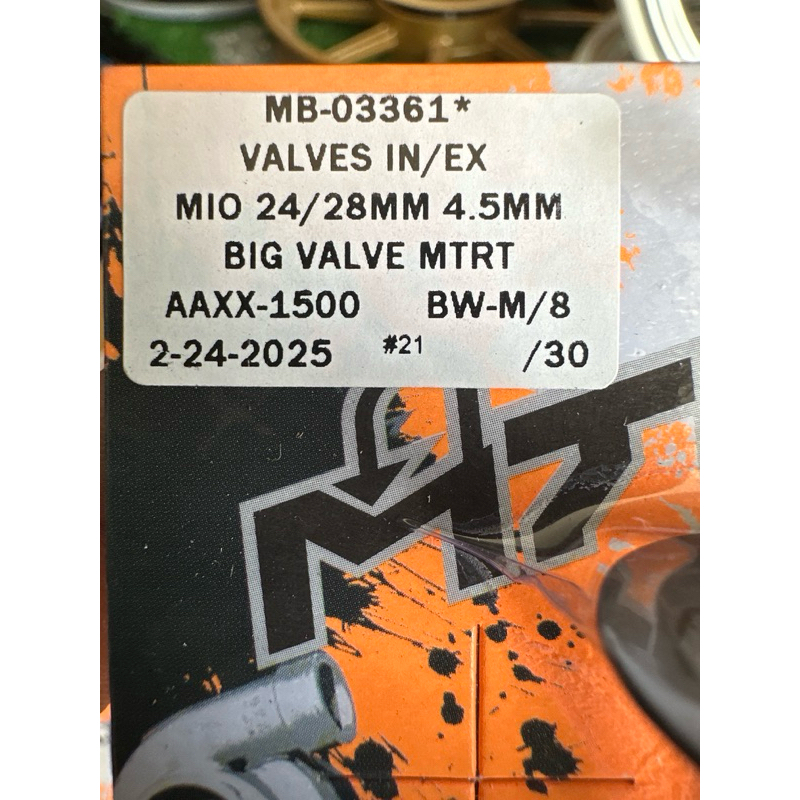 MB-03361*
VALVES IN/EX
MIO 24/28MM 4.5MM
BIG VALVE MTRT
AAXX-1500 BW-M/8
2-24-2025 #21 /30
MT